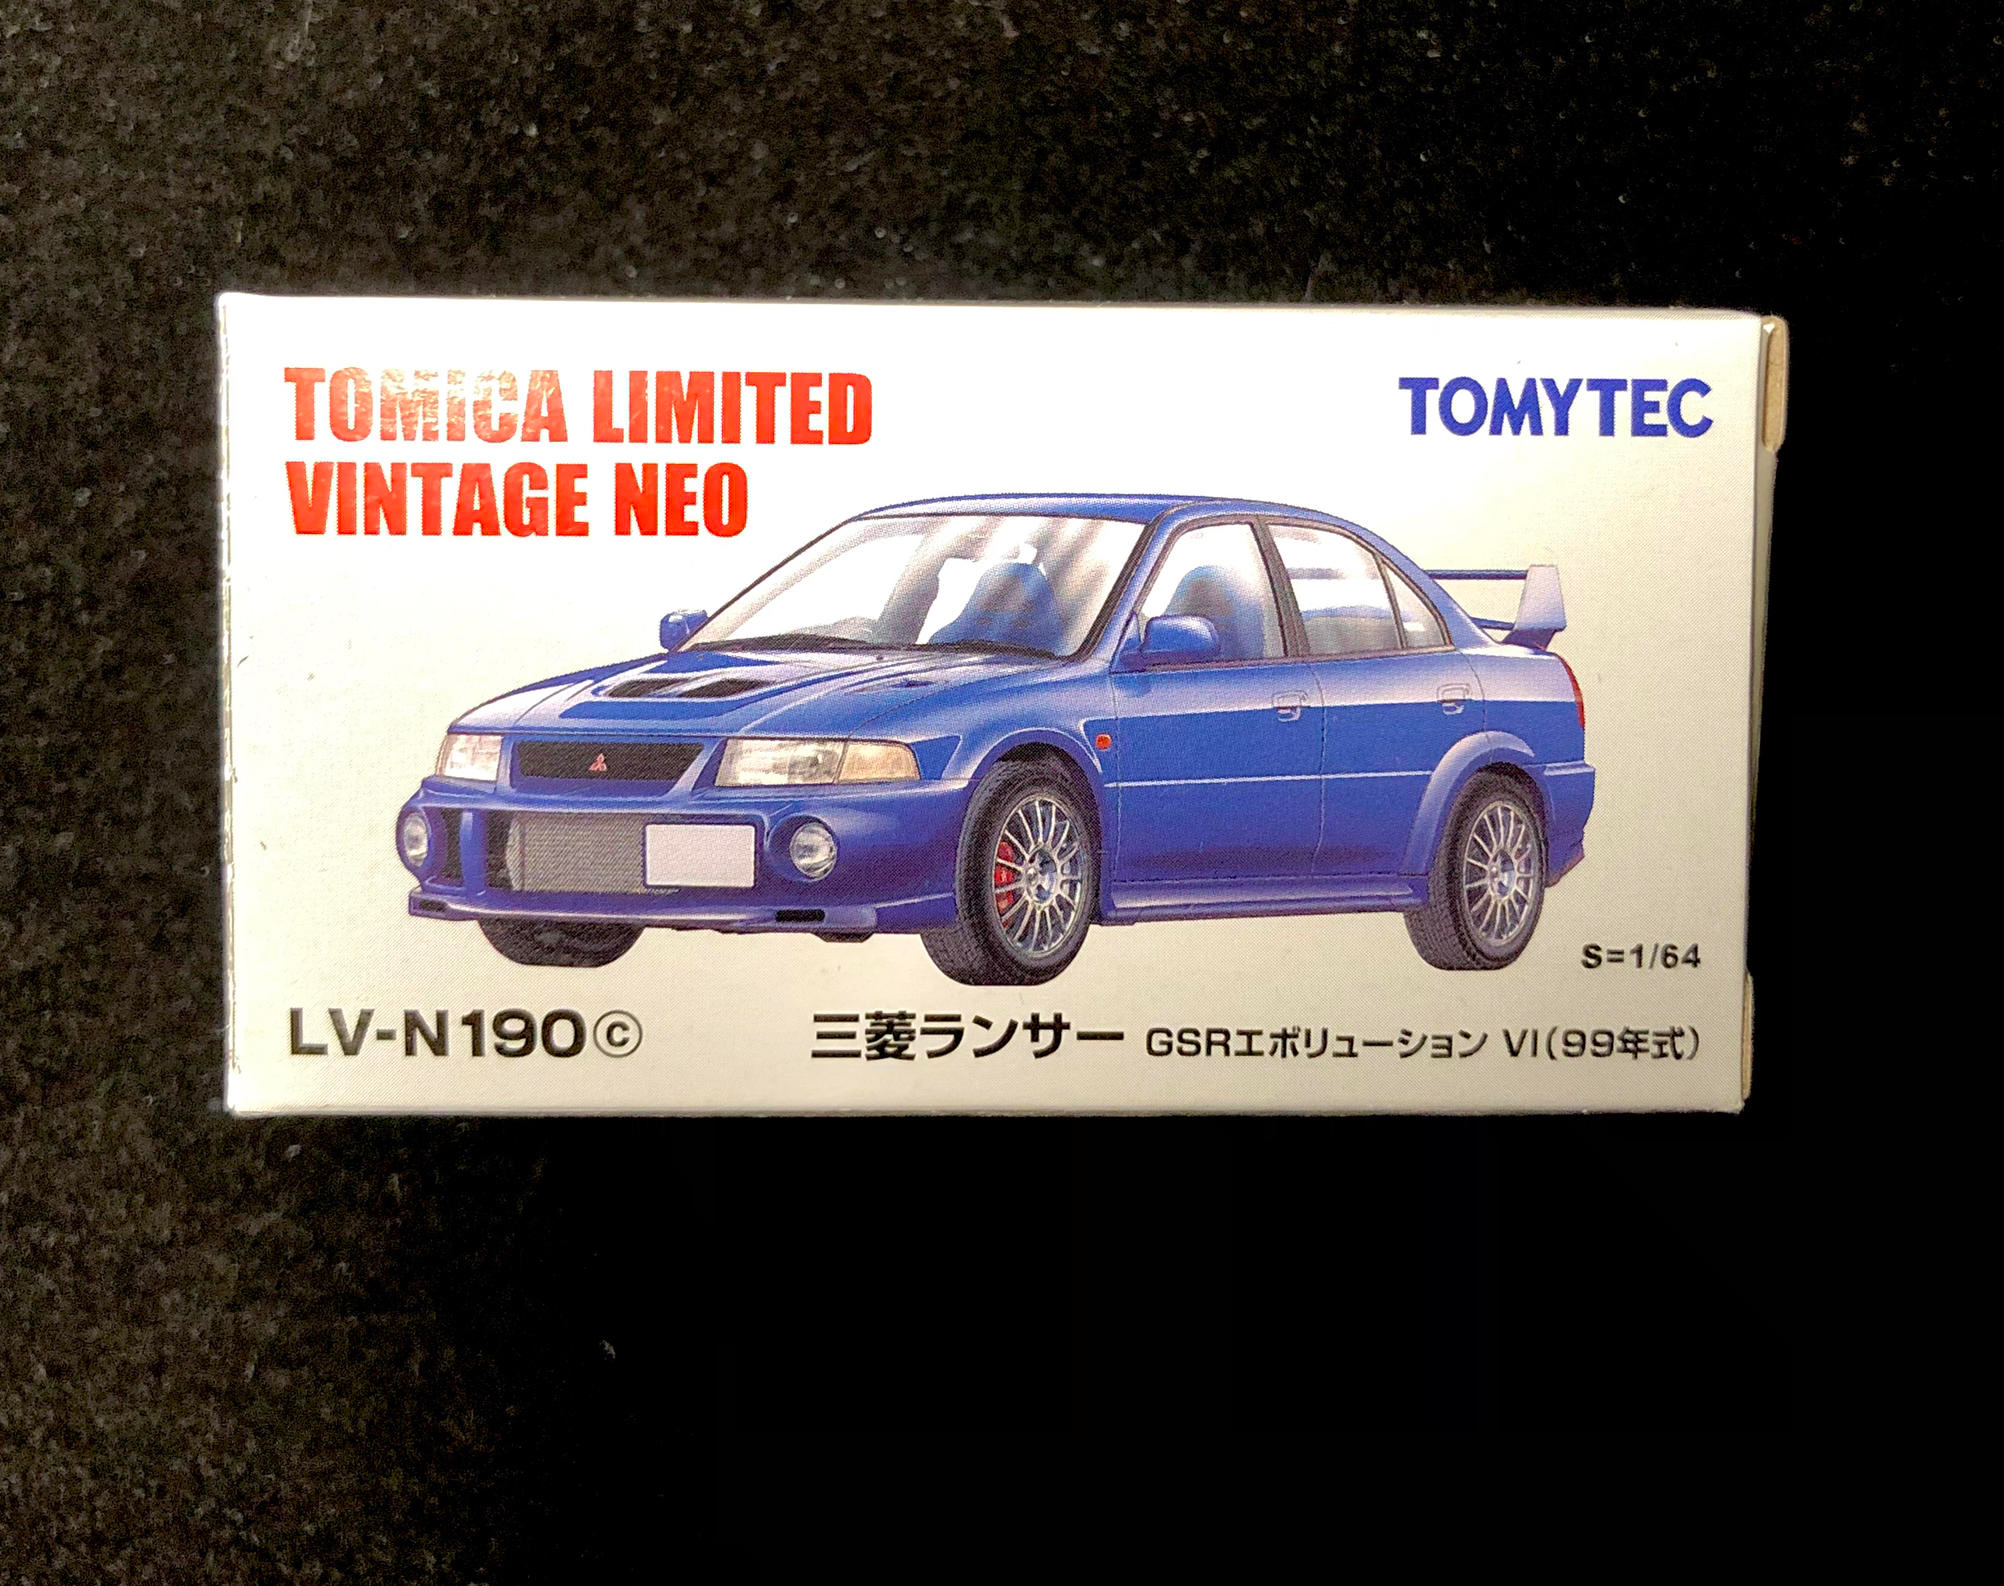 TOMICA LIMITED
VINTAGE NEO
TOMYTEC
S=1/64
LV-N190ⓒ
三菱ランサー GSRエボリューション VI(99年式)